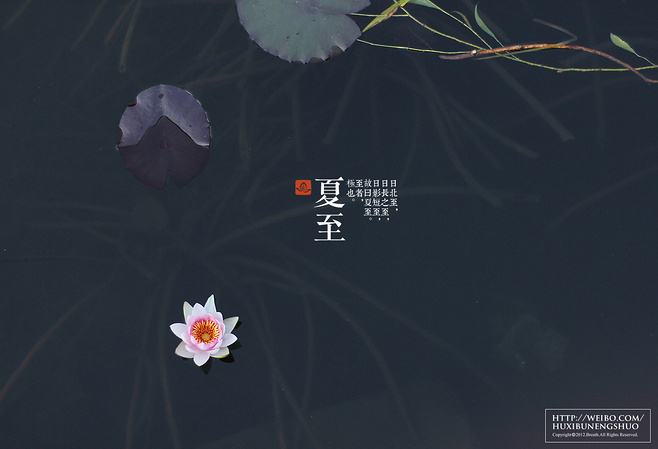 夏至
日北至,
日長之至,
日影短至,
故曰夏至。
至者,
極也。
HTTP://WEIBO.COM/
HUXIBUNENGSHUO
Copyright©2012.Breath.All Rights Reserved.